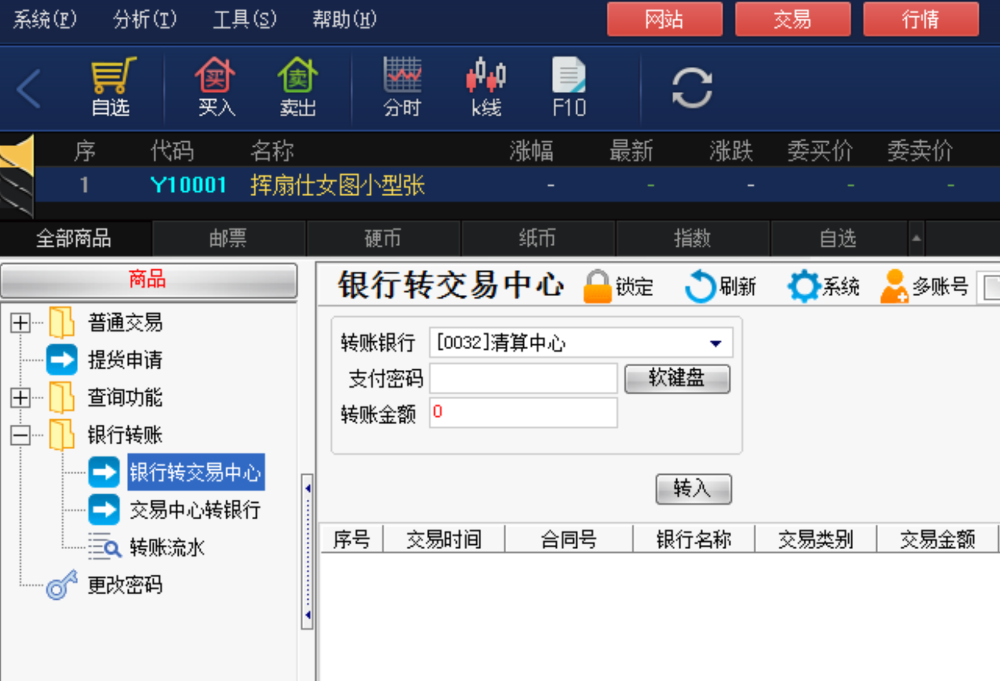 系统(F) 分析(T) 工具(S) 帮助(H) 网站 交易 行情
自选 买入 卖出 分时 k线 F10
序 代码 名称 涨幅 最新 涨跌 委买价 委卖价
1 Y10001 挥扇仕女图小型张 - - - - -
全部商品 邮票 硬币 纸币 指数 自选
商品
普通交易
提货申请
查询功能
银行转账
银行转交易中心
交易中心转银行
转账流水
更改密码
银行转交易中心 锁定 刷新 系统 多账号
转账银行 [0032]清算中心
支付密码 软键盘
转账金额 0
转入
序号 交易时间 合同号 银行名称 交易类别 交易金额